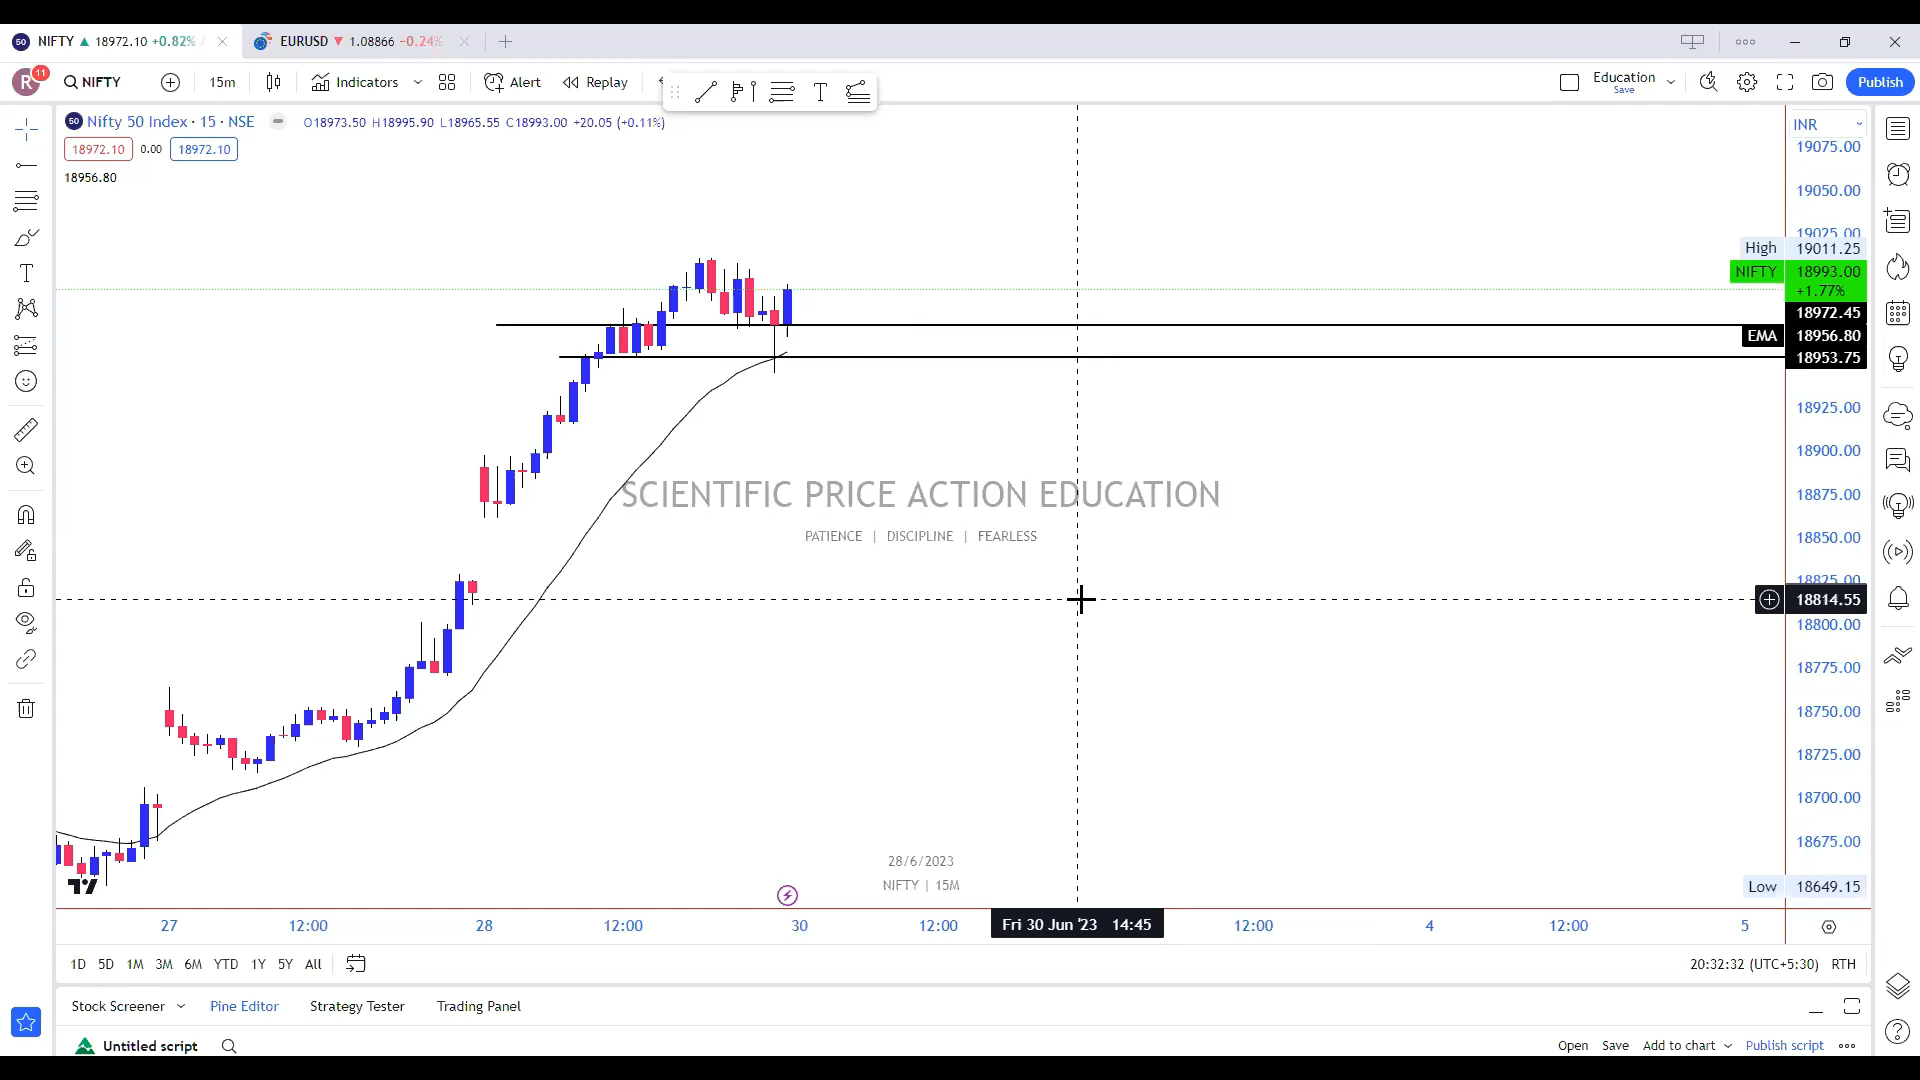 50 NIFTY ▲ 18972.10 +0.82%
EURUSD ▼ 1.08866 −0.24%
R 11 NIFTY 15m Indicators Alert Replay T Education Save Publish
50 Nifty 50 Index · 15 · NSE O18973.50 H18995.90 L18965.55 C18993.00 +20.05 (+0.11%)
INR
18972.10 0.00 18972.10
18956.80
19075.00
19050.00
19025.00
High 19011.25
NIFTY 18993.00
+1.77%
18972.45
EMA 18956.80
18953.75
18925.00
18900.00
18875.00
18850.00
18825.00
18814.55
18800.00
18775.00
18750.00
18725.00
18700.00
18675.00
Low 18649.15
SCIENTIFIC PRICE ACTION EDUCATION
PATIENCE | DISCIPLINE | FEARLESS
28/6/2023
NIFTY | 15M
27 12:00 28 12:00 30 12:00 Fri 30 Jun '23 14:45 12:00 4 12:00 5
1D 5D 1M 3M 6M YTD 1Y 5Y All 20:32:32 (UTC+5:30) RTH
Stock Screener Pine Editor Strategy Tester Trading Panel
Untitled script Open Save Add to chart Publish script